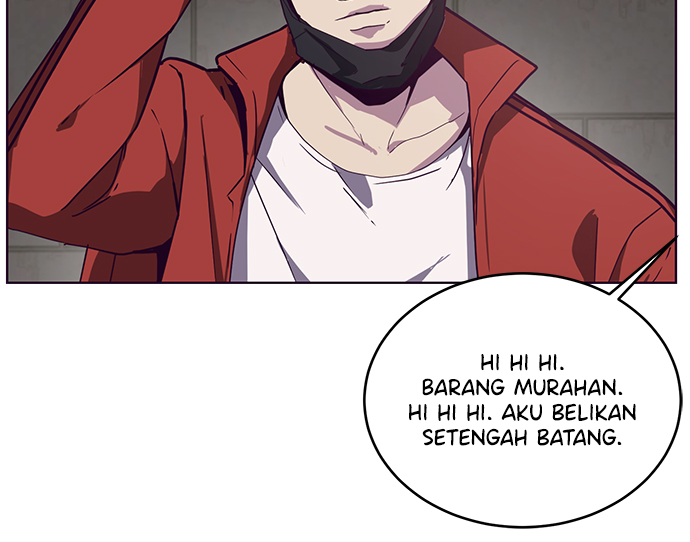 HI HI HI.
BARANG MURAHAN.
HI HI HI. AKU BELIKAN
SETENGAH BATANG.